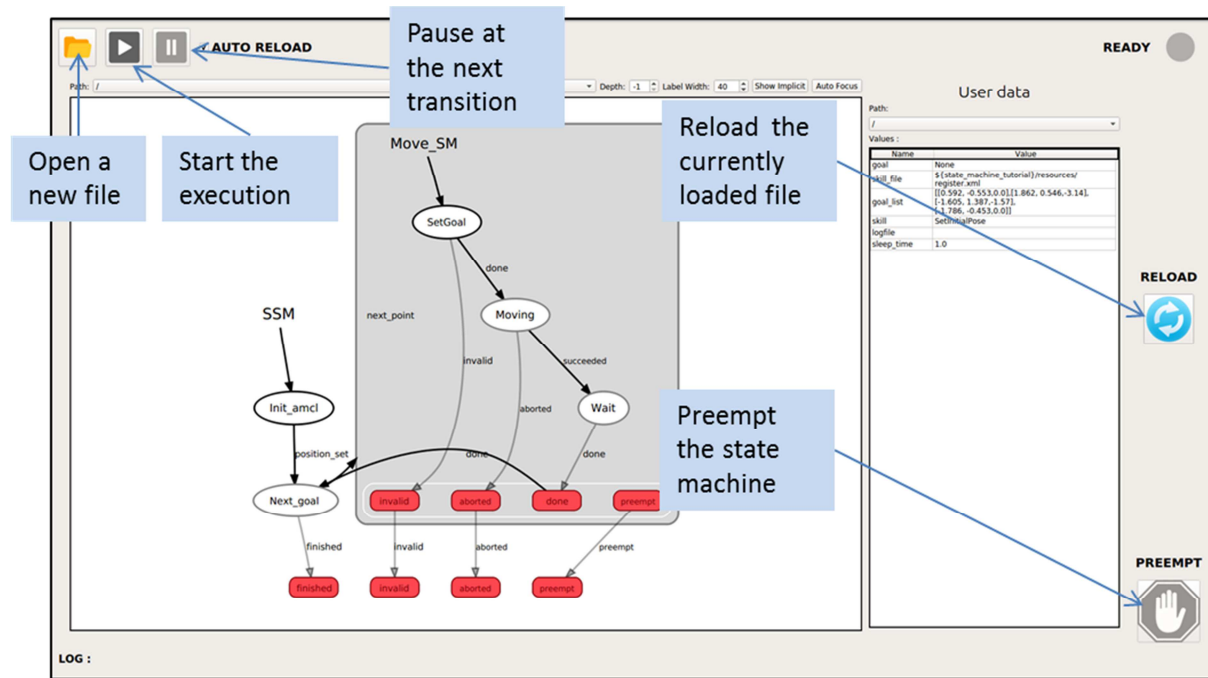 Pause at
the next
transition
AUTO RELOAD
READY
Path: /
Depth: -1
Label Width: 40
Show Implicit
Auto Focus
User data
Path:
/
Values :
Name Value
goal None
skill_file ${state_machine_tutorial}/resources/
register.xml
goal_list [[0.592, -0.553,0.0],[1.862, 0.546,-3.14],
[-1.605, 1.387,-1.57],
[-1.786, -0.453,0.0]]
skill SetInitialPose
logfile
sleep_time 1.0
Open a
new file
Start the
execution
Reload the
currently
loaded file
Move_SM
SetGoal
done
Moving
next_point
invalid
succeeded
aborted
Wait
done
SSM
Init_amcl
position_set
done
Next_goal
invalid
aborted
done
preempt
finished
invalid
aborted
preempt
finished
invalid
aborted
preempt
Preempt
the state
machine
RELOAD
PREEMPT
LOG :